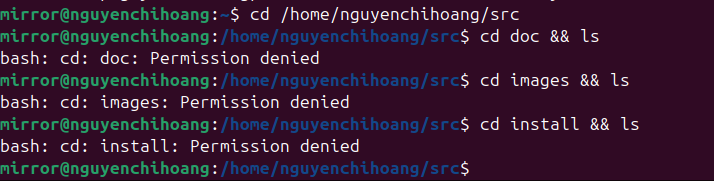 mirror@nguyenchihoang:~$ cd /home/nguyenchihoang/src
mirror@nguyenchihoang:/home/nguyenchihoang/src$ cd doc && ls
bash: cd: doc: Permission denied
mirror@nguyenchihoang:/home/nguyenchihoang/src$ cd images && ls
bash: cd: images: Permission denied
mirror@nguyenchihoang:/home/nguyenchihoang/src$ cd install && ls
bash: cd: install: Permission denied
mirror@nguyenchihoang:/home/nguyenchihoang/src$